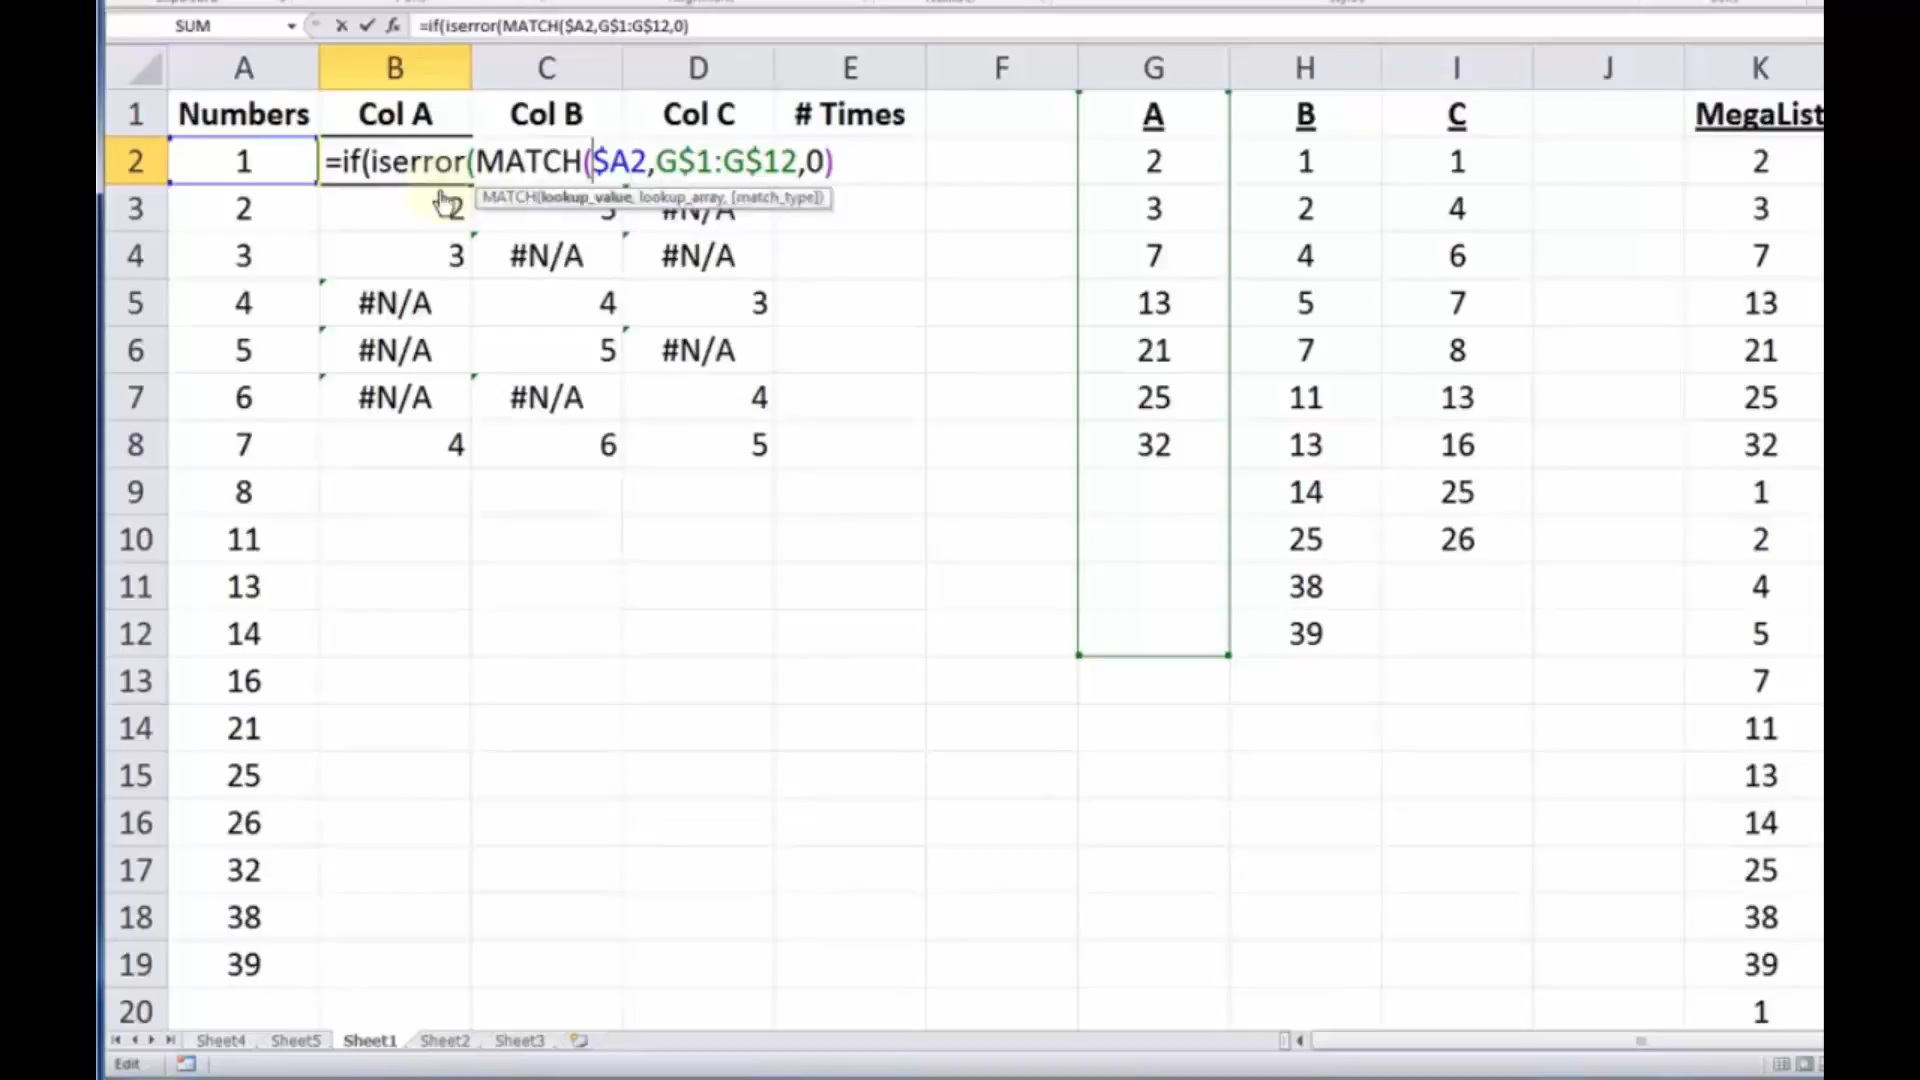 SUM =if(iserror(MATCH($A2,G$1:G$12,0)
A B C D E F G H I J K
1 Numbers Col A Col B Col C # Times A B C MegaList
2 1 =if(iserror(MATCH($A2,G$1:G$12,0) 2 1 1 2
MATCH(lookup_value, lookup_array, [match_type])
3 2 2 3 #N/A 3 2 4 3
4 3 3 #N/A #N/A 7 4 6 7
5 4 #N/A 4 3 13 5 7 13
6 5 #N/A 5 #N/A 21 7 8 21
7 6 #N/A #N/A 4 25 11 13 25
8 7 4 6 5 32 13 16 32
9 8 14 25 1
10 11 25 26 2
11 13 38 4
12 14 39 5
13 16 7
14 21 11
15 25 13
16 26 14
17 32 25
18 38 38
19 39 39
20 1
Sheet4 Sheet5 Sheet1 Sheet2 Sheet3
Edit